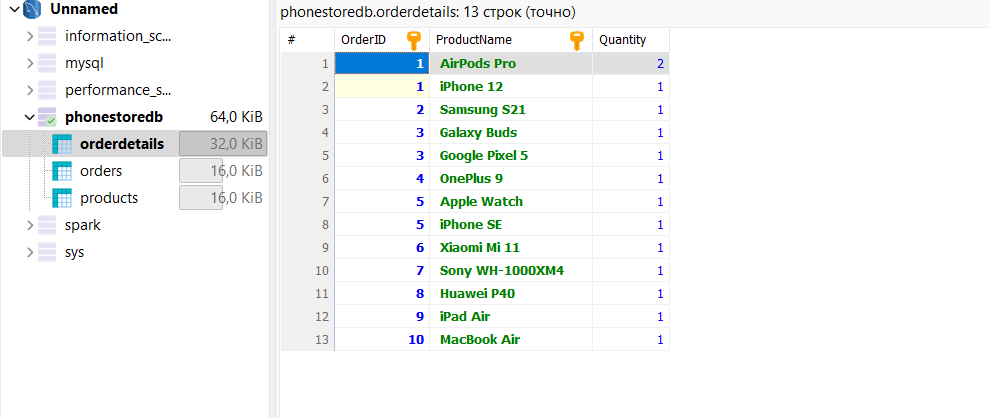 Unnamed
information_sc...
mysql
performance_s...
phonestoredb 64,0 KiB
orderdetails 32,0 KiB
orders 16,0 KiB
products 16,0 KiB
spark
sys
phonestoredb.orderdetails: 13 строк (точно)
# OrderID ProductName Quantity
1 1 AirPods Pro 2
2 1 iPhone 12 1
3 2 Samsung S21 1
4 3 Galaxy Buds 1
5 3 Google Pixel 5 1
6 4 OnePlus 9 1
7 5 Apple Watch 1
8 5 iPhone SE 1
9 6 Xiaomi Mi 11 1
10 7 Sony WH-1000XM4 1
11 8 Huawei P40 1
12 9 iPad Air 1
13 10 MacBook Air 1